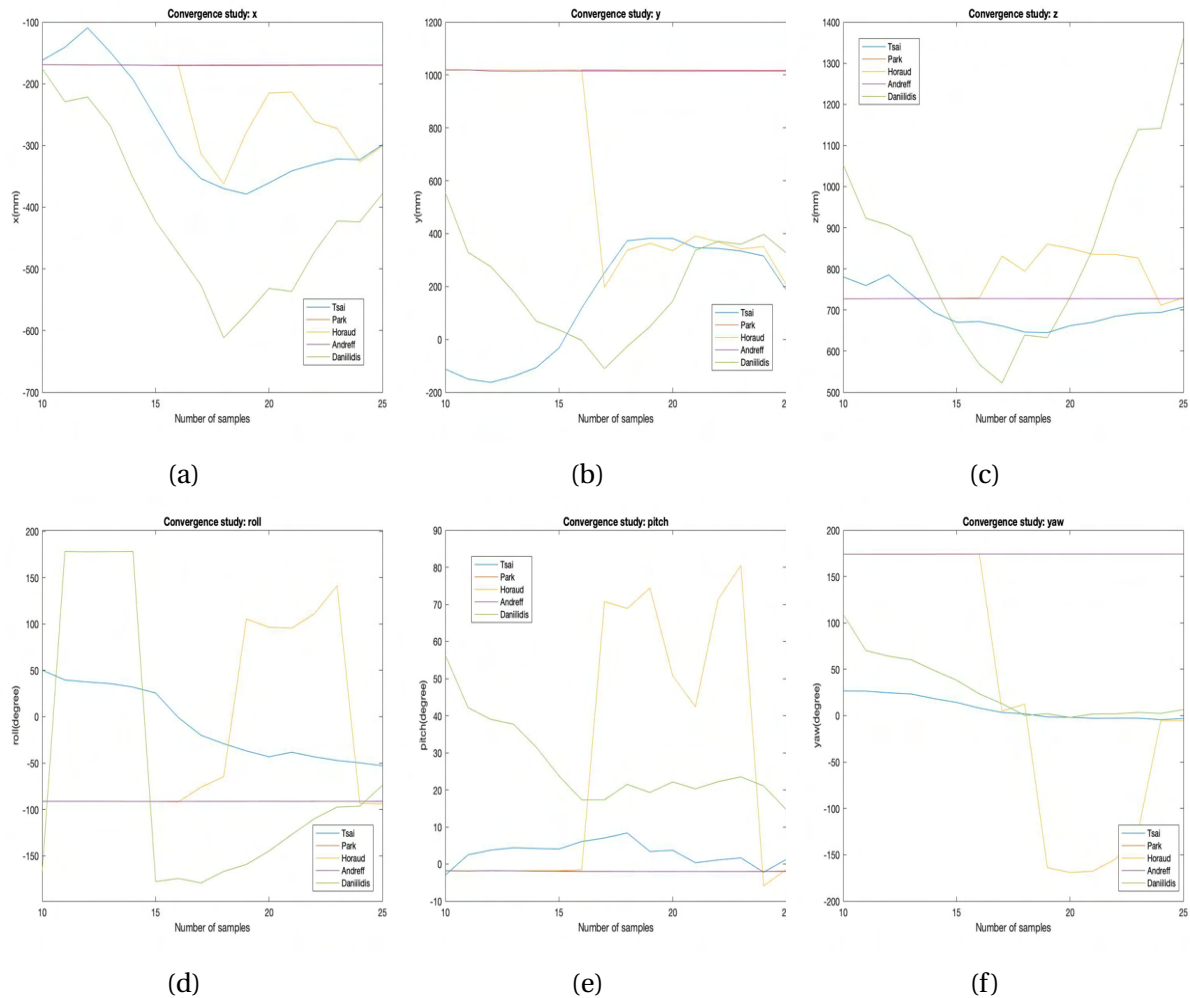 Convergence study: x
-100
-200
-300
-400
-500
-600
-700
x(mm)
Tsai
Park
Horaud
Andreff
Daniilidis
10
15
20
25
Number of samples
(a)
Convergence study: y
1200
1000
800
600
400
200
0
-200
y(mm)
Tsai
Park
Horaud
Andreff
Daniilidis
10
15
20
2
Number of samples
(b)
Convergence study: z
1400
1300
1200
1100
1000
900
800
700
600
500
z(mm)
Tsai
Park
Horaud
Andreff
Daniilidis
10
15
20
25
Number of samples
(c)
Convergence study: roll
200
150
100
50
0
-50
-100
-150
roll(degree)
Tsai
Park
Horaud
Andreff
Daniilidis
10
15
20
25
Number of samples
(d)
Convergence study: pitch
90
80
70
60
50
40
30
20
10
0
-10
pitch(degree)
Tsai
Park
Horaud
Andreff
Daniilidis
10
15
20
2
Number of samples
(e)
Convergence study: yaw
200
150
100
50
0
-50
-100
-150
-200
yaw(degree)
Tsai
Park
Horaud
Andreff
Daniilidis
10
15
20
25
Number of samples
(f)